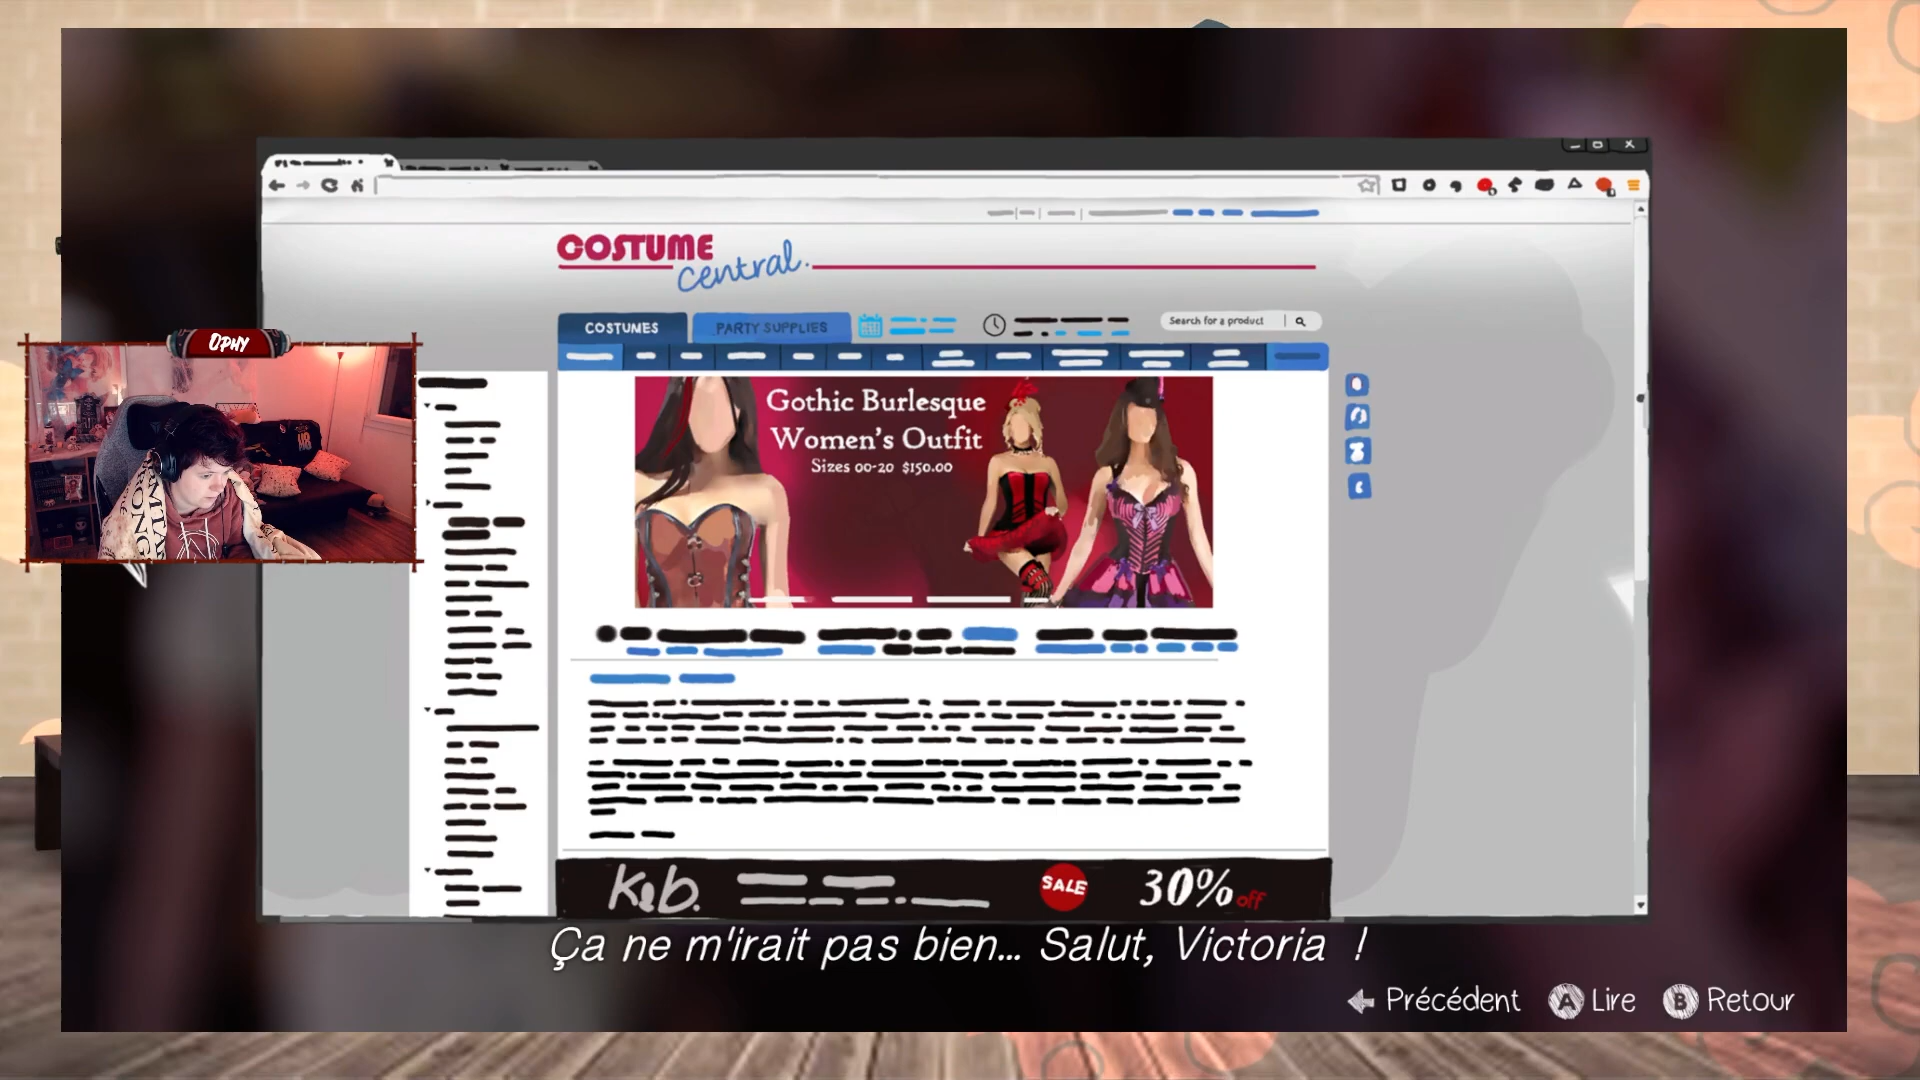 COSTUME
central.
COSTUMES
PARTY SUPPLIES
Search for a product
OPHY
Gothic Burlesque
Women's Outfit
Sizes 00-20 $150.00
K&b.
SALE
30% off
Ça ne m'irait pas bien... Salut, Victoria !
Précédent
A Lire
B Retour